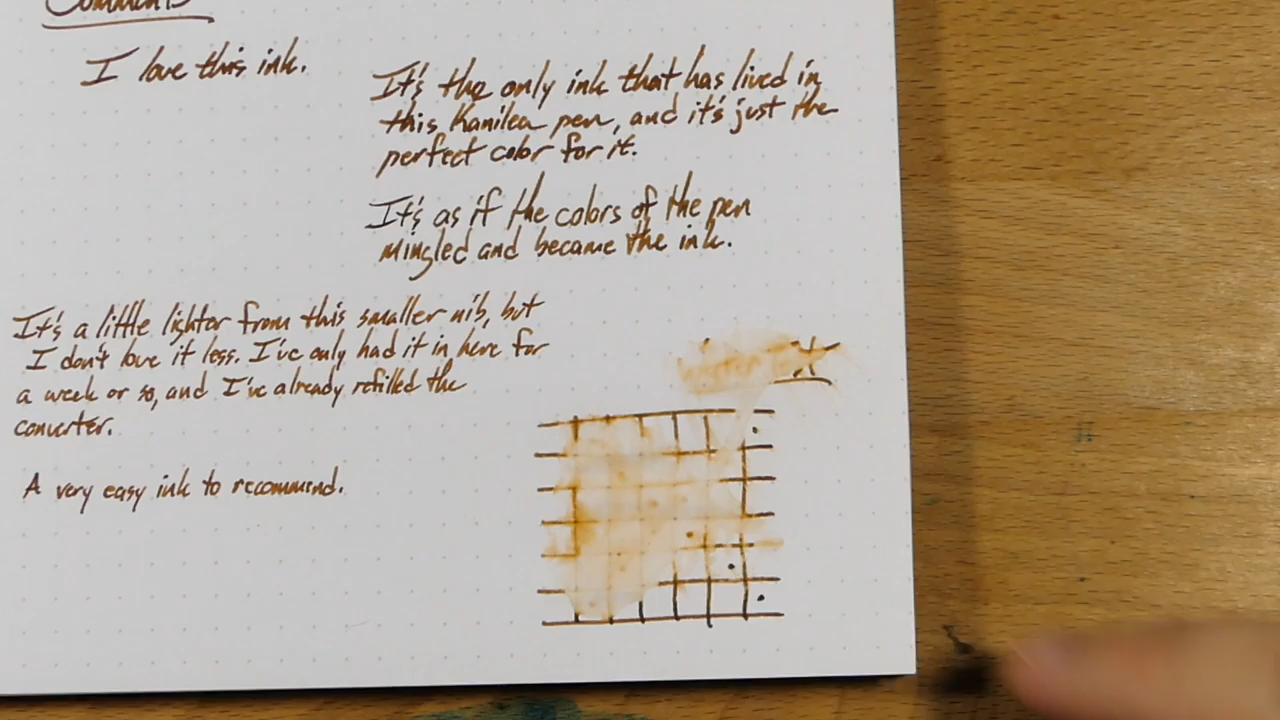 Comments
I love this ink.
It's the only ink that has lived in
this Kanilea pen, and it's just the
perfect color for it.
It's as if the colors of the pen
mingled and became the ink.
It's a little lighter from this smaller nib, but
I don't love it less. I've only had it in here for
a week or so, and I've already refilled the
converter.
A very easy ink to recommend.
water